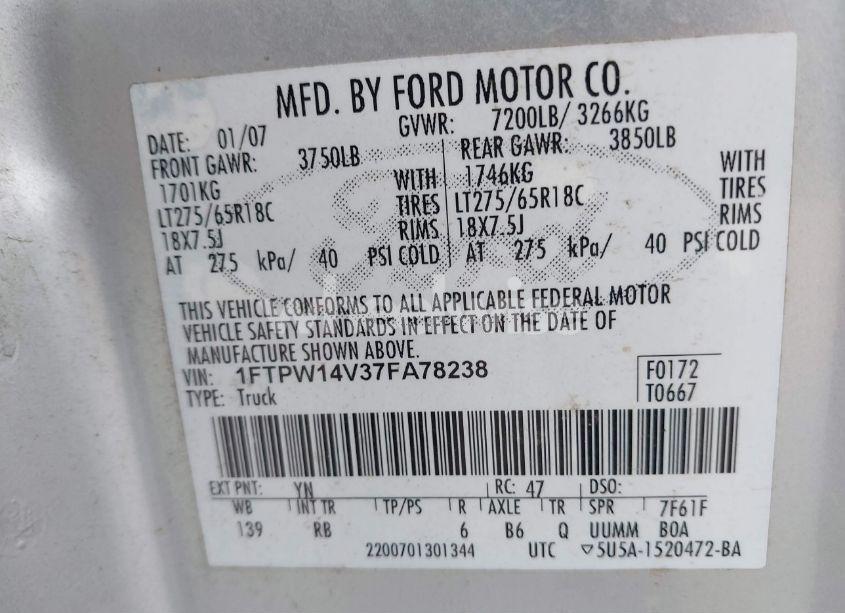 MFD. BY FORD MOTOR CO.
DATE: 01/07 GVWR: 7200LB/ 3266KG
FRONT GAWR: 3750LB REAR GAWR: 3850LB
1701KG WITH 1746KG WITH
LT275/65R18C TIRES LT275/65R18C TIRES
18X7.5J RIMS 18X7.5J RIMS
AT 275 kPa/ 40 PSI COLD AT 275 kPa/ 40 PSI COLD
THIS VEHICLE CONFORMS TO ALL APPLICABLE FEDERAL MOTOR
VEHICLE SAFETY STANDARDS IN EFFECT ON THE DATE OF
MANUFACTURE SHOWN ABOVE.
VIN: 1FTPW14V37FA78238 F0172
TYPE: Truck T0667
EXT PNT: YN RC: 47 DSO:
WB INT TR TP/PS R AXLE TR SPR 7F61F
139 RB 6 B6 Q UUMM BOA
2200701301344 UTC ▽5U5A-1520472-BA